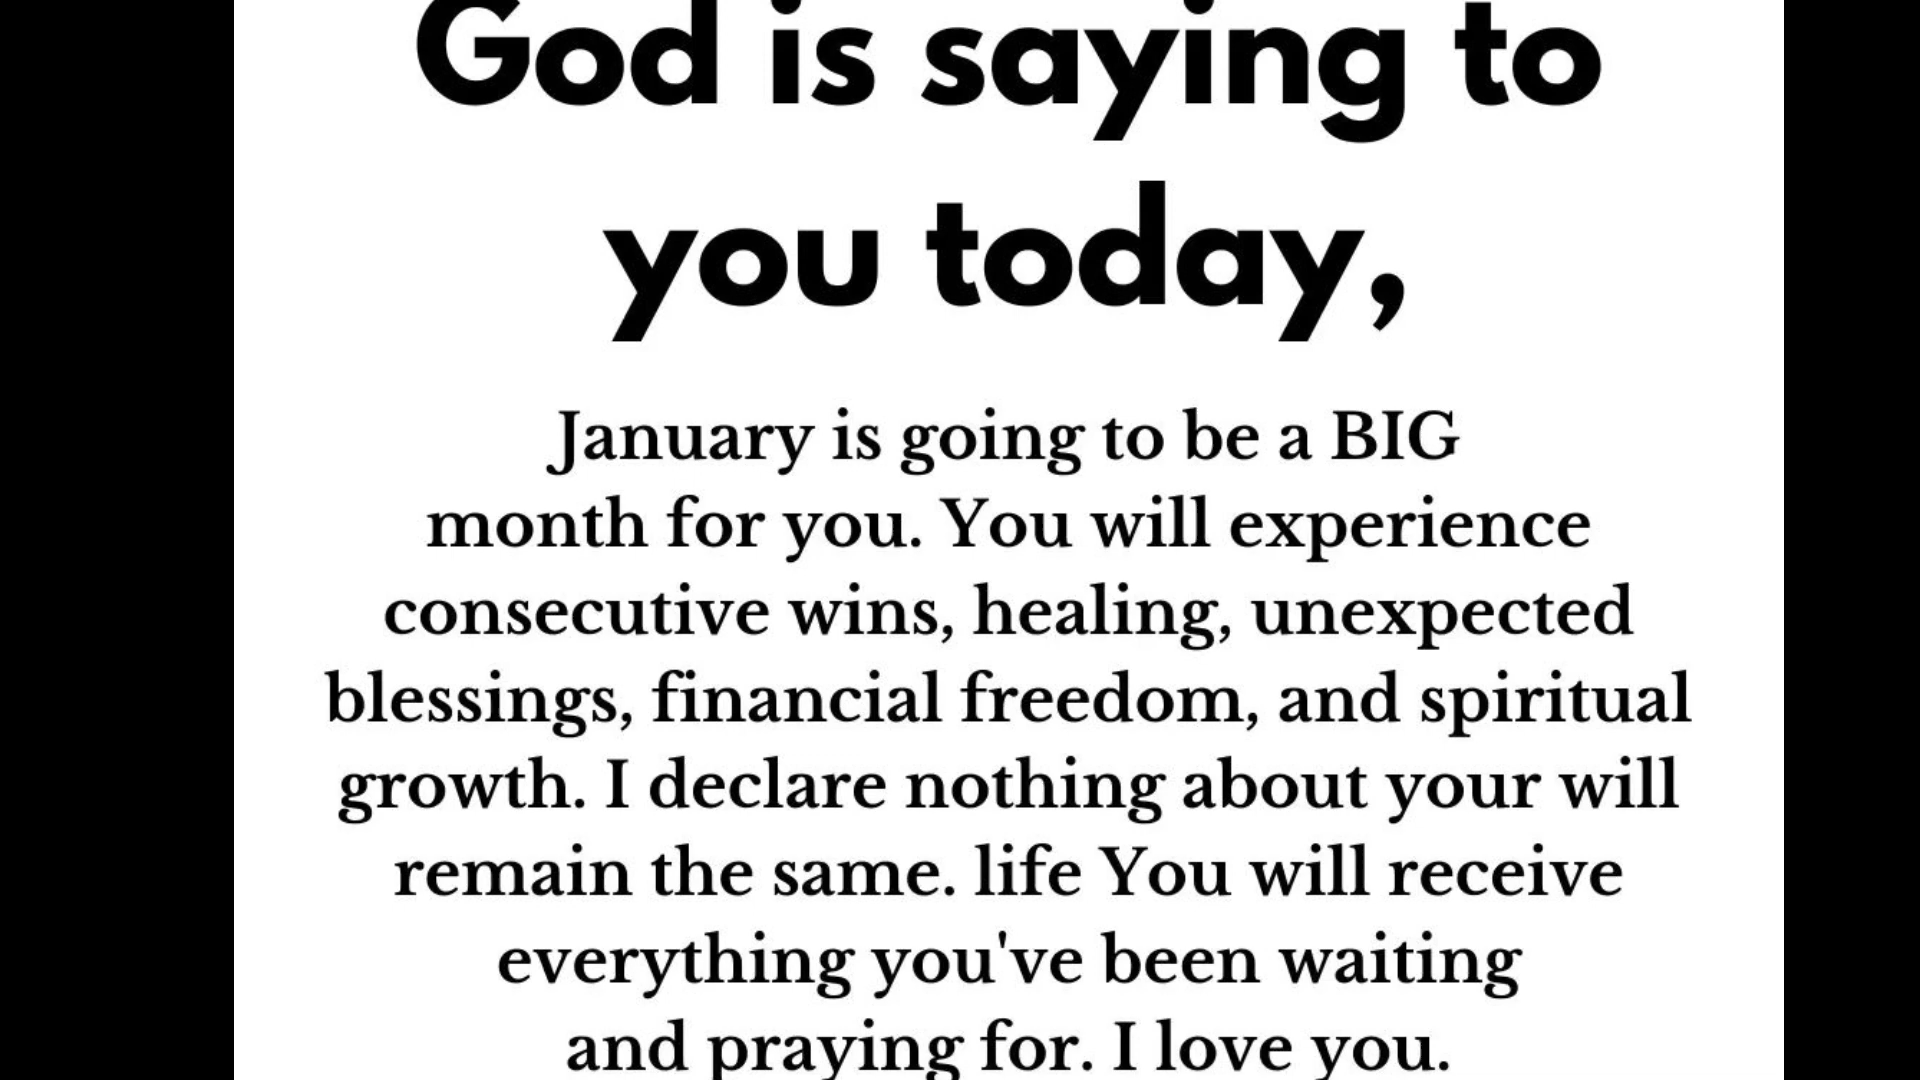 God is saying to
you today,
January is going to be a BIG
month for you. You will experience
consecutive wins, healing, unexpected
blessings, financial freedom, and spiritual
growth. I declare nothing about your will
remain the same. life You will receive
everything you've been waiting
and praying for. I love you.